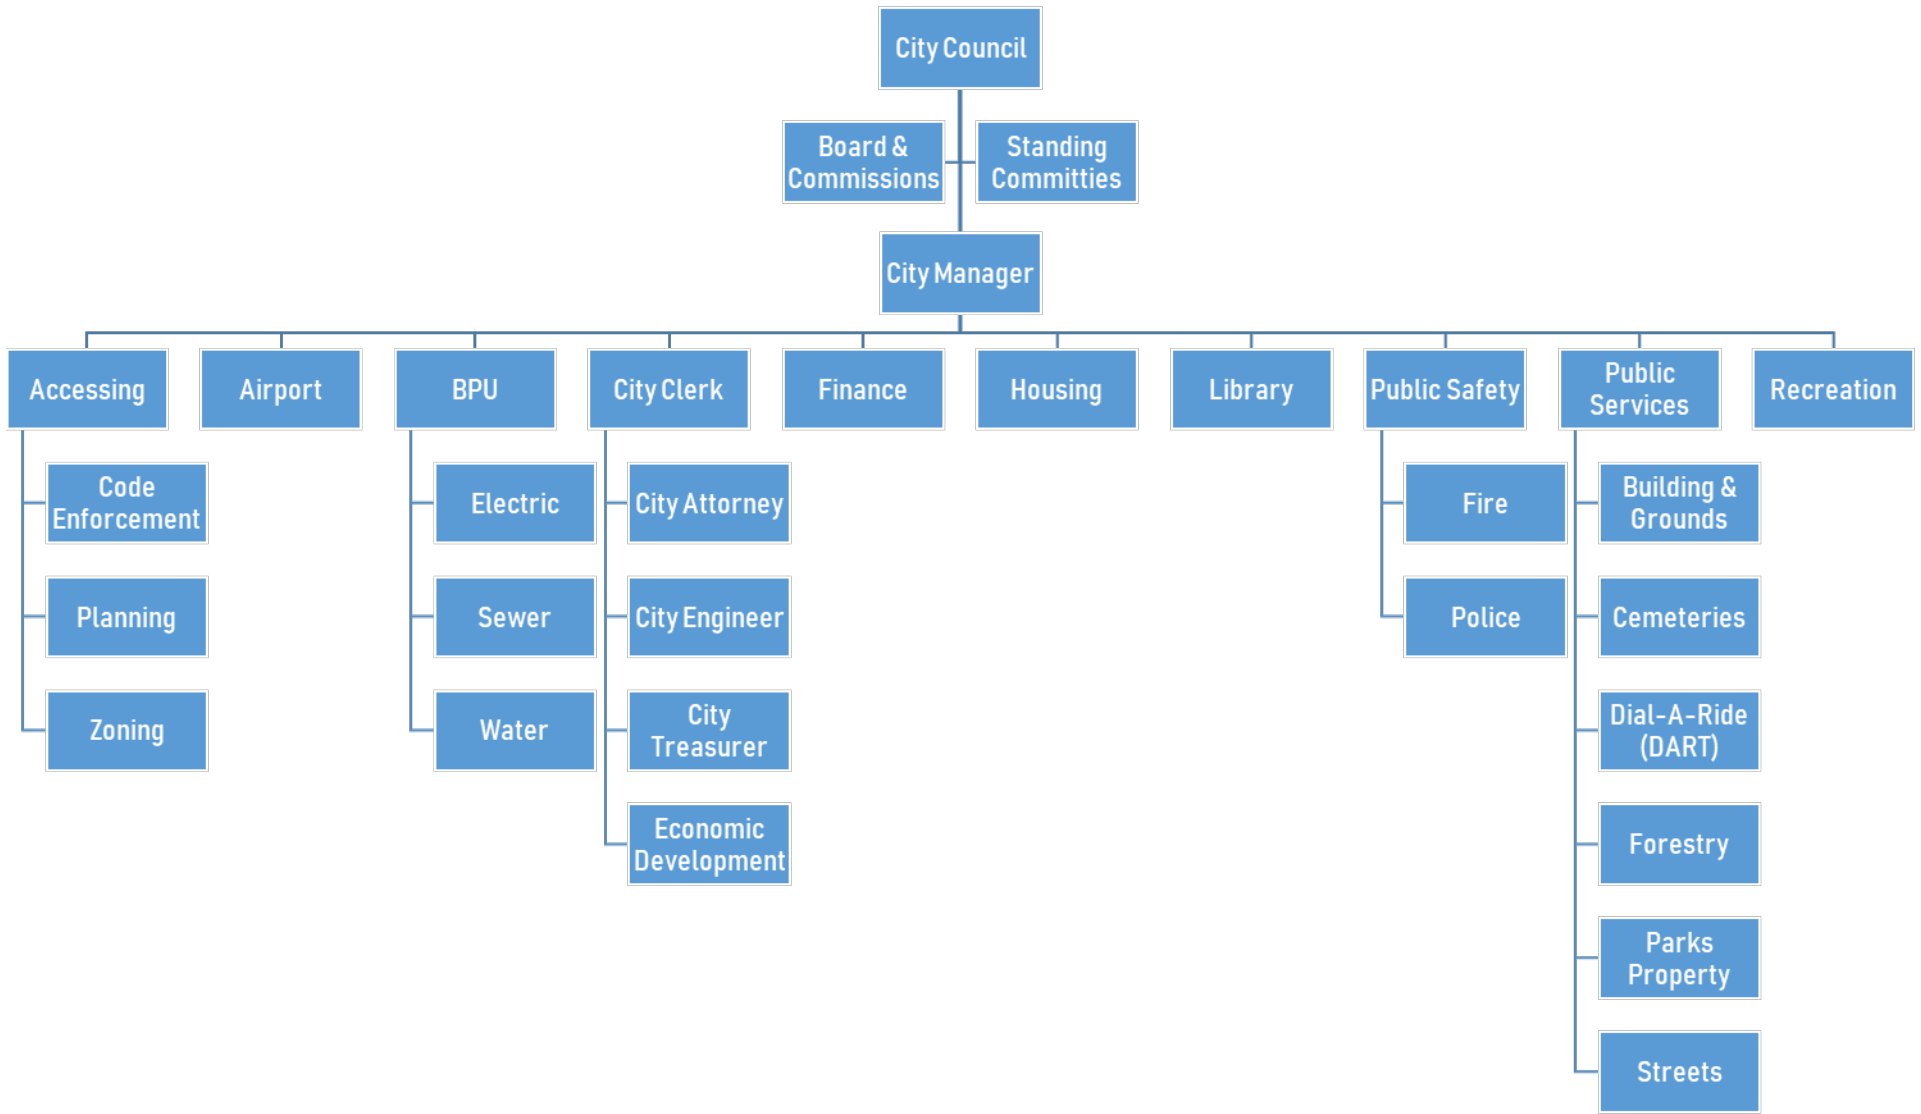 City Council
Board &
Commissions
Standing
Committies
City Manager
Accessing
Airport
BPU
City Clerk
Finance
Housing
Library
Public Safety
Public
Services
Recreation
Code
Enforcement
Planning
Zoning
Electric
Sewer
Water
City Attorney
City Engineer
City
Treasurer
Economic
Development
Fire
Police
Building &
Grounds
Cemeteries
Dial-A-Ride
(DART)
Forestry
Parks
Property
Streets